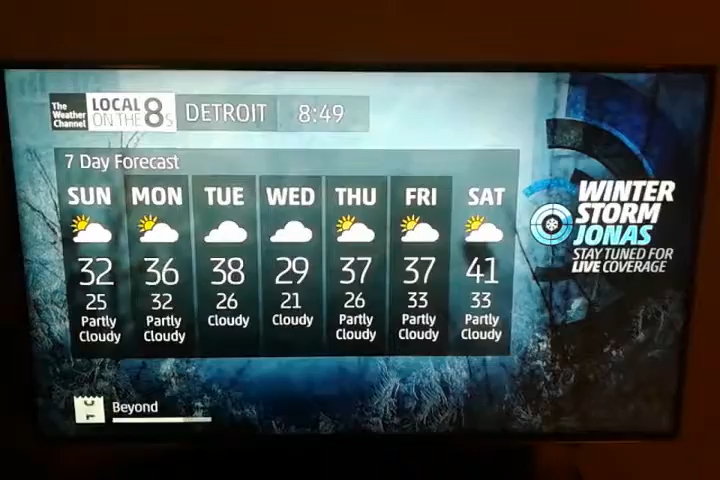 The Weather Channel
LOCAL ON THE 8s
DETROIT
8:49
7 Day Forecast
SUN MON TUE WED THU FRI SAT
32 36 38 29 37 37 41
25 32 26 21 26 33 33
Partly Cloudy
Partly Cloudy
Cloudy
Cloudy
Partly Cloudy
Partly Cloudy
Partly Cloudy
WINTER
STORM
JONAS
STAY TUNED FOR
LIVE COVERAGE
Beyond